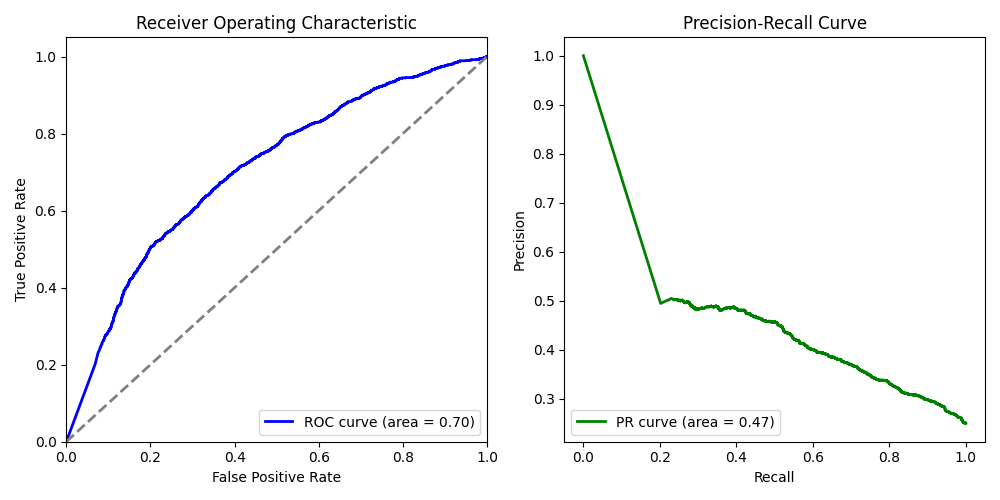 Receiver Operating Characteristic
1.0
0.8
0.6
0.4
0.2
0.0
True Positive Rate
0.0 0.2 0.4 0.6 0.8 1.0
False Positive Rate
ROC curve (area = 0.70)
Precision-Recall Curve
1.0
0.9
0.8
0.7
0.6
0.5
0.4
0.3
Precision
0.0 0.2 0.4 0.6 0.8 1.0
Recall
PR curve (area = 0.47)